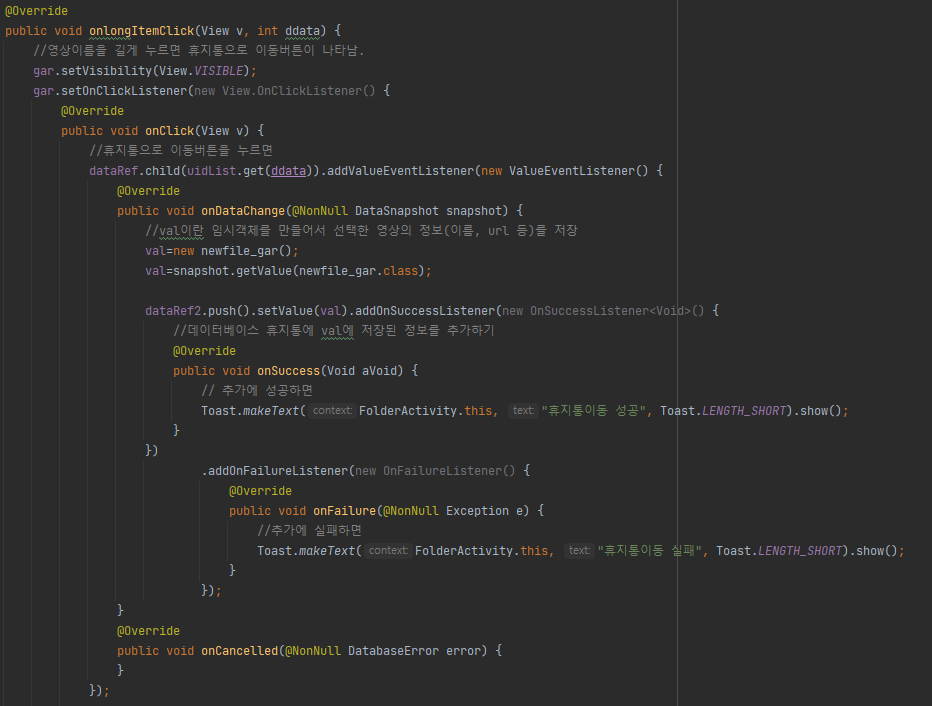 @Override
public void onlongItemClick(View v, int ddata) {
//영상이름을 길게 누르면 휴지통으로 이동버튼이 나타남.
gar.setVisibility(View.VISIBLE);
gar.setOnClickListener(new View.OnClickListener() {
@Override
public void onClick(View v) {
//휴지통으로 이동버튼을 누르면
dataRef.child(uidList.get(ddata)).addValueEventListener(new ValueEventListener() {
@Override
public void onDataChange(@NonNull DataSnapshot snapshot) {
//val이란 임시객체를 만들어서 선택한 영상의 정보(이름, url 등)를 저장
val=new newfile_gar();
val=snapshot.getValue(newfile_gar.class);
dataRef2.push().setValue(val).addOnSuccessListener(new OnSuccessListener<Void>() {
//데이터베이스 휴지통에 val에 저장된 정보를 추가하기
@Override
public void onSuccess(Void aVoid) {
// 추가에 성공하면
Toast.makeText( context: FolderActivity.this, text: "휴지통이동 성공", Toast.LENGTH_SHORT).show();
}
})
.addOnFailureListener(new OnFailureListener() {
@Override
public void onFailure(@NonNull Exception e) {
//추가에 실패하면
Toast.makeText( context: FolderActivity.this, text: "휴지통이동 실패", Toast.LENGTH_SHORT).show();
}
});
}
@Override
public void onCancelled(@NonNull DatabaseError error) {
}
});